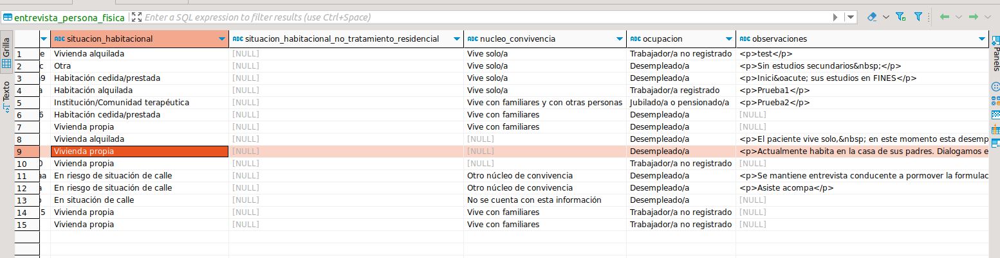 entrevista_persona_fisica Enter a SQL expression to filter results (use Ctrl+Space)
Grilla
Texto
Panels
situacion_habitacional situacion_habitacional_no_tratamiento_residencial nucleo_convivencia ocupacion observaciones
1 e Vivienda alquilada [NULL] Vive solo/a Trabajador/a no registrado <p>test</p>
2 c Otra [NULL] Vive solo/a Desempleado/a <p>Sin estudios secundarios&nbsp;</p>
3 9 Habitación cedida/prestada [NULL] Vive solo/a Desempleado/a <p>Inici&oacute; sus estudios en FINES</p>
4 a Habitación alquilada [NULL] Vive solo/a Trabajador/a registrado <p>Prueba1</p>
5 Institución/Comunidad terapéutica [NULL] Vive con familiares y con otras personas Jubilado/a o pensionado/a <p>Prueba2</p>
6 6 Habitación cedida/prestada [NULL] Vive con familiares Desempleado/a [NULL]
7 Vivienda propia [NULL] Vive con familiares Desempleado/a [NULL]
8 Vivienda alquilada [NULL] [NULL] Desempleado/a <p>El paciente vive solo,&nbsp; en este momento esta desemp
9 Vivienda propia [NULL] [NULL] Desempleado/a <p>Actualmente habita en la casa de sus padres. Dialogamos e
10 Vivienda propia [NULL] [NULL] Trabajador/a no registrado [NULL]
11 aa En riesgo de situación de calle [NULL] Otro núcleo de convivencia Desempleado/a <p>Se mantiene entrevista conducente a pormover la formulac
12 a En riesgo de situación de calle [NULL] Otro núcleo de convivencia Desempleado/a <p>Asiste acompa</p>
13 En situación de calle [NULL] No se cuenta con esta información Desempleado/a [NULL]
14 5 Vivienda propia [NULL] Vive con familiares Trabajador/a no registrado [NULL]
15 Vivienda propia [NULL] Vive con familiares Trabajador/a no registrado [NULL]